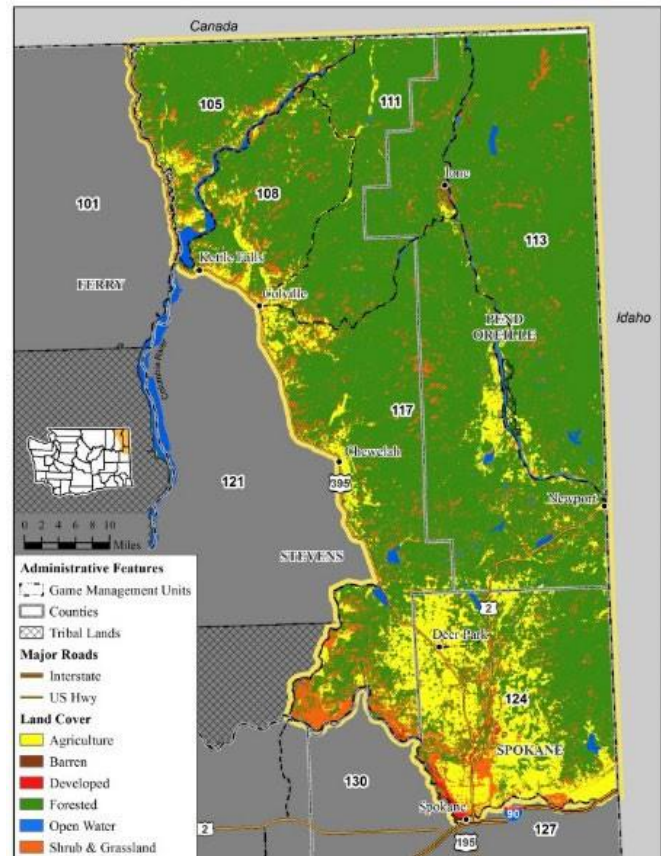 Canada
105
111
101
108
Ione
113
Kettle Falls
FERRY
Colville
Idaho
PEND
OREILLE
Columbia River
117
Chewelah
121
395
Newport
0 2 4 6 8 10
Miles
STEVENS
2
Deer Park
124
SPOKANE
130
Spokane
90
2
195
127
Administrative Features
Game Management Units
Counties
Tribal Lands
Major Roads
Interstate
US Hwy
Land Cover
Agriculture
Barren
Developed
Forested
Open Water
Shrub & Grassland